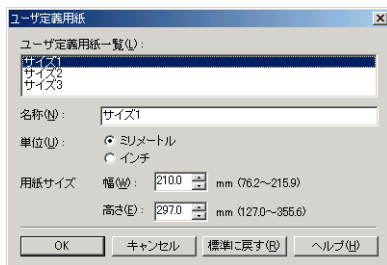 ユーザ定義用紙
ユーザ定義用紙一覧(L):
サイズ1
サイズ2
サイズ3
名称(N): サイズ1
単位(U): ミリメートル
インチ
用紙サイズ 幅(W): 210.0 mm (76.2～215.9)
高さ(E): 297.0 mm (127.0～355.6)
OK キャンセル 標準に戻す(R) ヘルプ(H)